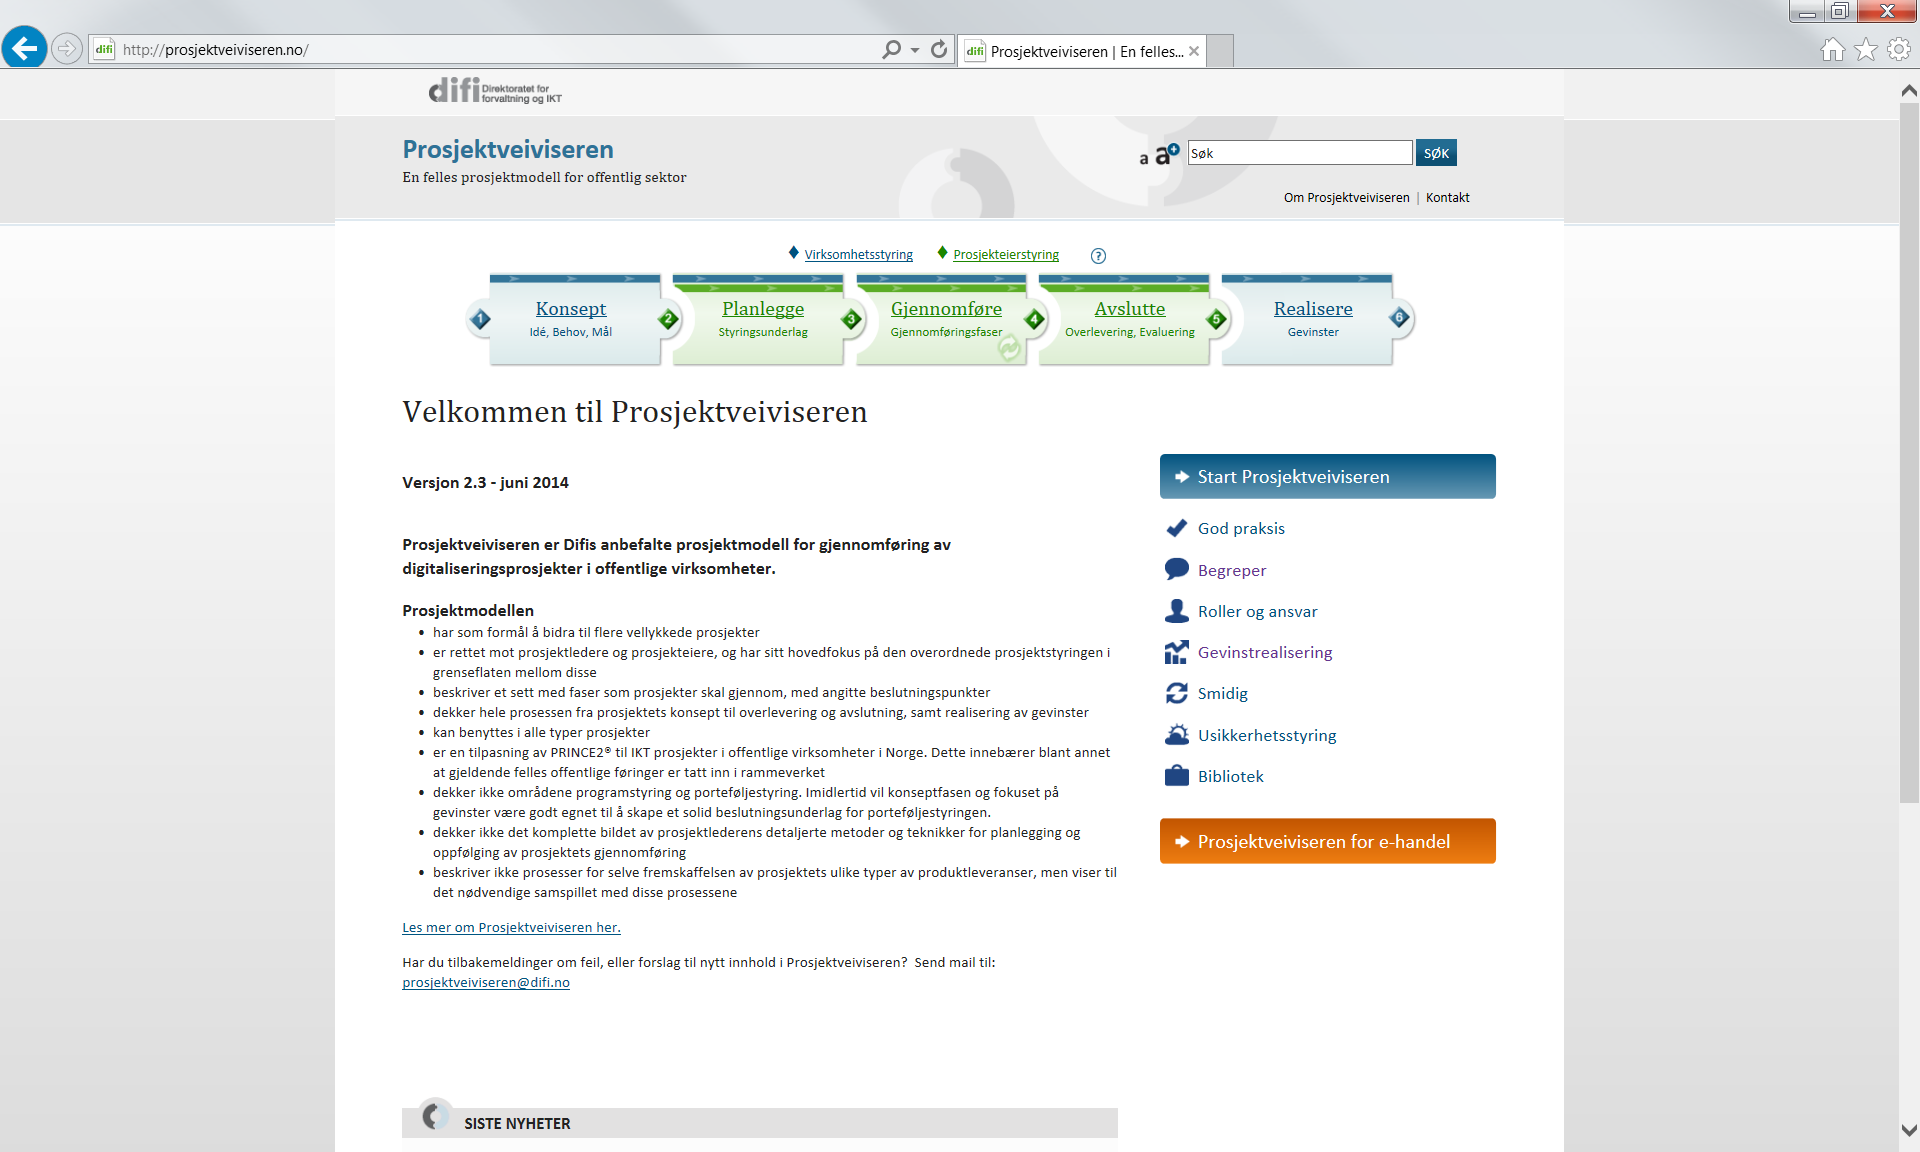 http://prosjektveiviseren.no/
difi Prosjektveiviseren | En felles...
difi Direktoratet for
forvaltning og IKT
Prosjektveiviseren
En felles prosjektmodell for offentlig sektor
a a+
Søk
SØK
Om Prosjektveiviseren | Kontakt
Virksomhetsstyring
Prosjekteierstyring
?
1
Konsept
Idé, Behov, Mål
2
Planlegge
Styringsunderlag
3
Gjennomføre
Gjennomføringsfaser
4
Avslutte
Overlevering, Evaluering
5
Realisere
Gevinster
6
Velkommen til Prosjektveiviseren
Versjon 2.3 - juni 2014
Prosjektveiviseren er Difis anbefalte prosjektmodell for gjennomføring av
digitaliseringsprosjekter i offentlige virksomheter.
Prosjektmodellen
• har som formål å bidra til flere vellykkede prosjekter
• er rettet mot prosjektledere og prosjekteiere, og har sitt hovedfokus på den overordnede prosjektstyringen i
grenseflaten mellom disse
• beskriver et sett med faser som prosjekter skal gjennom, med angitte beslutningspunkter
• dekker hele prosessen fra prosjektets konsept til overlevering og avslutning, samt realisering av gevinster
• kan benyttes i alle typer prosjekter
• er en tilpasning av PRINCE2® til IKT prosjekter i offentlige virksomheter i Norge. Dette innebærer blant annet
at gjeldende felles offentlige føringer er tatt inn i rammeverket
• dekker ikke områdene programstyring og porteføljestyring. Imidlertid vil konseptfasen og fokuset på
gevinster være godt egnet til å skape et solid beslutningsunderlag for porteføljestyringen.
• dekker ikke det komplette bildet av prosjektlederens detaljerte metoder og teknikker for planlegging og
oppfølging av prosjektets gjennomføring
• beskriver ikke prosesser for selve fremskaffelsen av prosjektets ulike typer av produktleveranser, men viser til
det nødvendige samspillet med disse prosessene
Les mer om Prosjektveiviseren her.
Har du tilbakemeldinger om feil, eller forslag til nytt innhold i Prosjektveiviseren? Send mail til:
prosjektveiviseren@difi.no
Start Prosjektveiviseren
God praksis
Begreper
Roller og ansvar
Gevinstrealisering
Smidig
Usikkerhetsstyring
Bibliotek
Prosjektveiviseren for e-handel
SISTE NYHETER